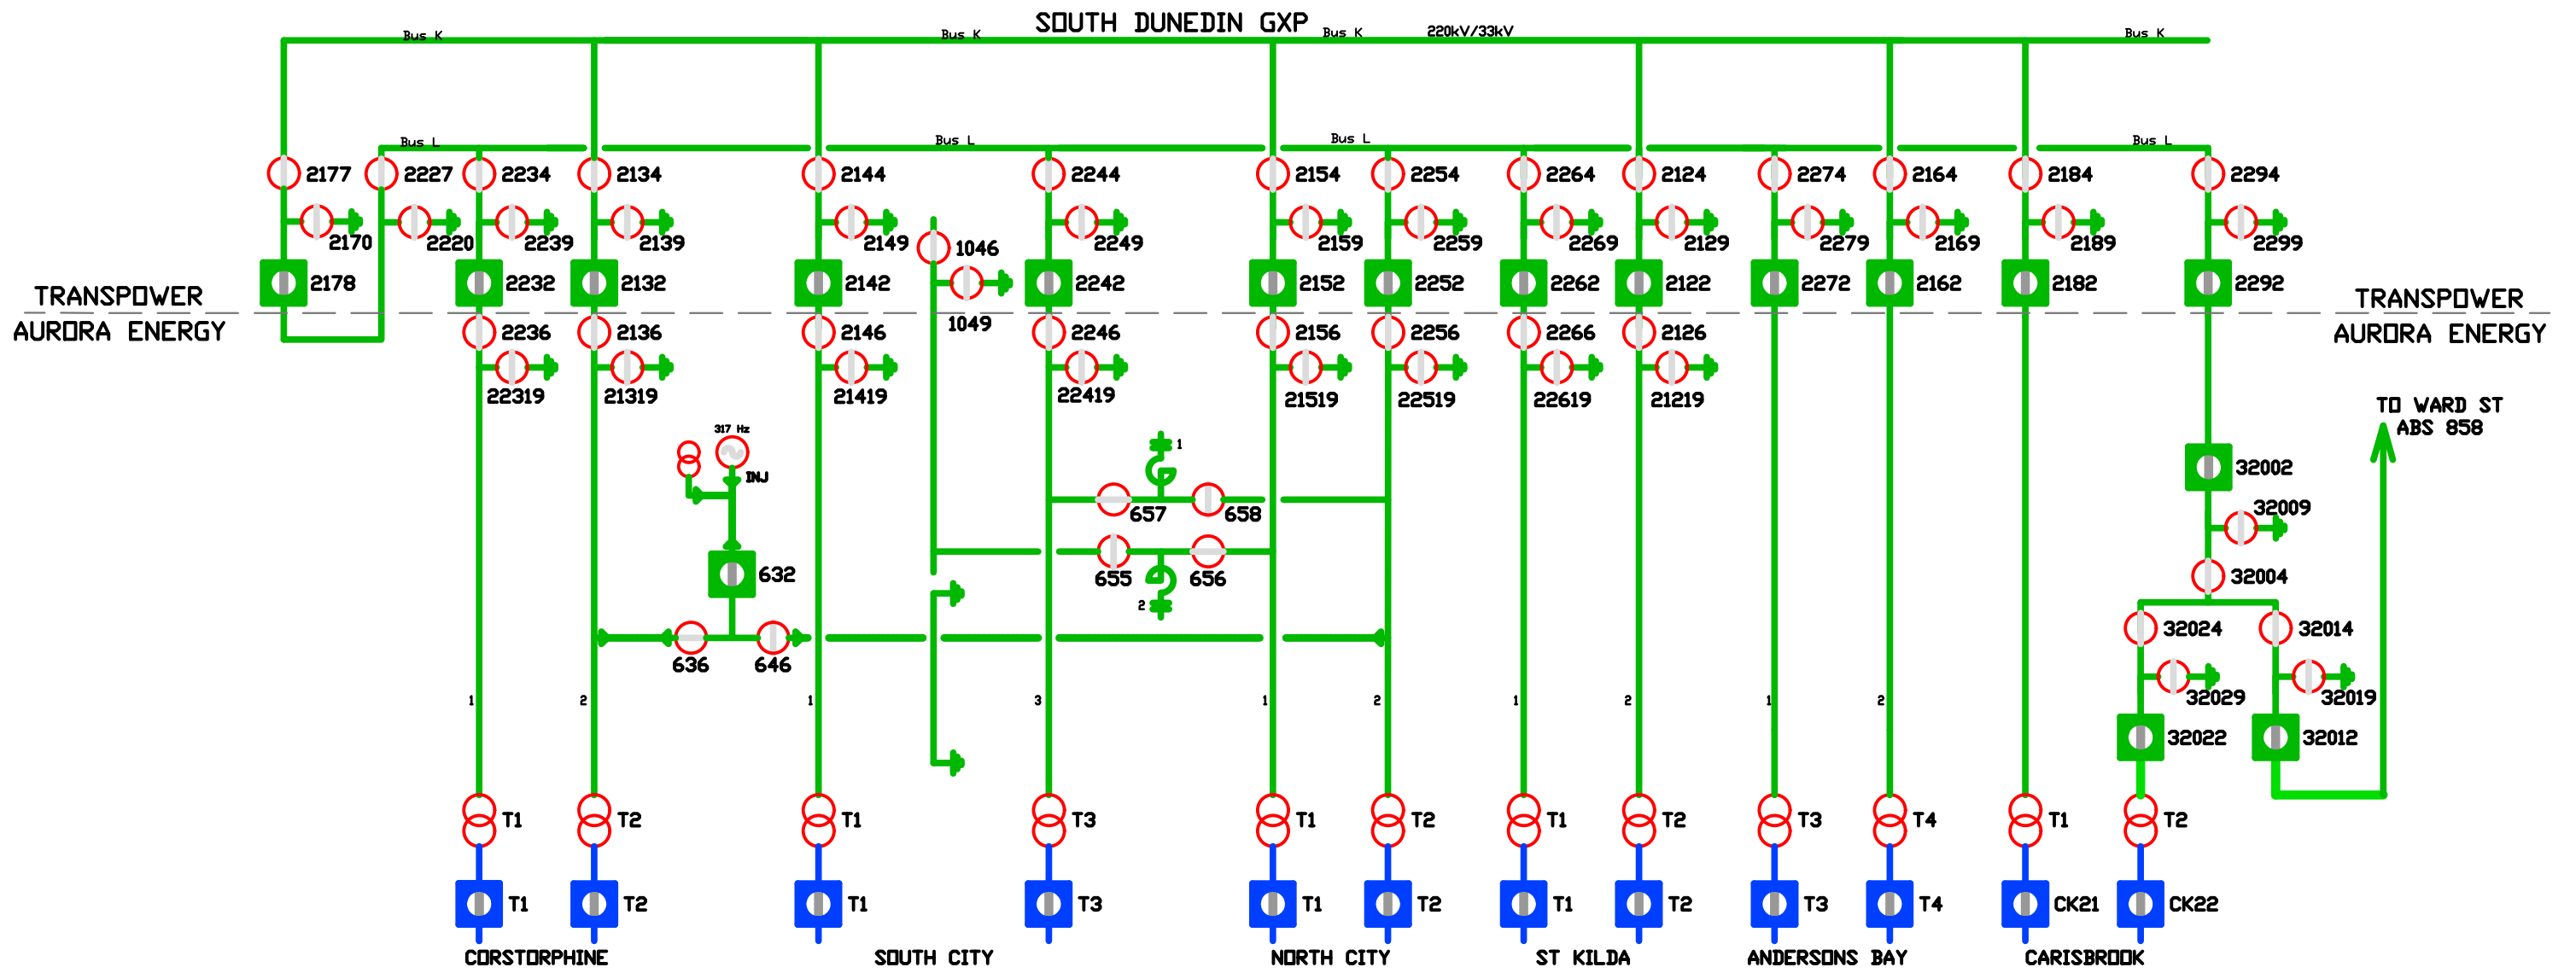 SOUTH DUNEDIN GXP
Bus K
Bus K
Bus K
220kV/33kV
Bus K
Bus L
Bus L
Bus L
Bus L
2177
2227
2234
2134
2144
2244
2154
2254
2264
2124
2274
2164
2184
2294
2170
2220
2239
2139
2149
1046
2249
2159
2259
2269
2129
2279
2169
2189
2299
2178
2232
2132
2142
2242
2152
2252
2262
2122
2272
2162
2182
2292
TRANSPOWER
TRANSPOWER
AURORA ENERGY
AURORA ENERGY
1049
2236
2136
2146
2246
2156
2256
2266
2126
22319
21319
21419
22419
21519
22519
22619
21219
TO WARD ST
ABS 858
317 Hz
INJ
1
32002
657
658
32009
632
655
656
32004
2
32024
32014
636
646
32029
32019
1
2
1
3
1
2
1
2
1
2
32022
32012
T1
T2
T1
T3
T1
T2
T1
T2
T3
T4
T1
T2
T1
T2
T1
T3
T1
T2
T1
T2
T3
T4
CK21
CK22
CORSTORPHINE
SOUTH CITY
NORTH CITY
ST KILDA
ANDERSONS BAY
CARISBROOK